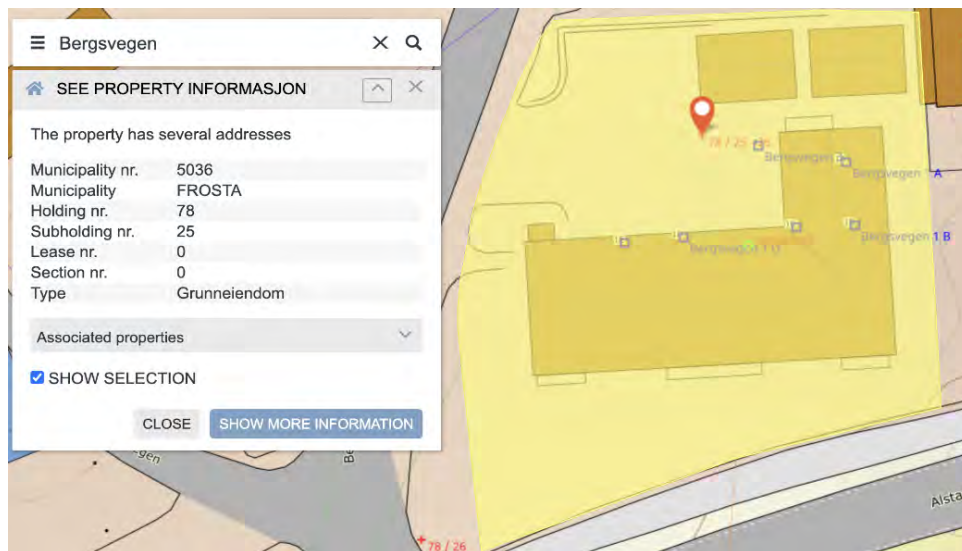 Bergsvegen
SEE PROPERTY INFORMASJON
The property has several addresses
Municipality nr. 5036
Municipality FROSTA
Holding nr. 78
Subholding nr. 25
Lease nr. 0
Section nr. 0
Type Grunneiendom
Associated properties
SHOW SELECTION
CLOSE SHOW MORE INFORMATION
78 / 25
Bergsvegen
Bergsvegen A
Bergsvegen 1 B
Alsta
78 / 26